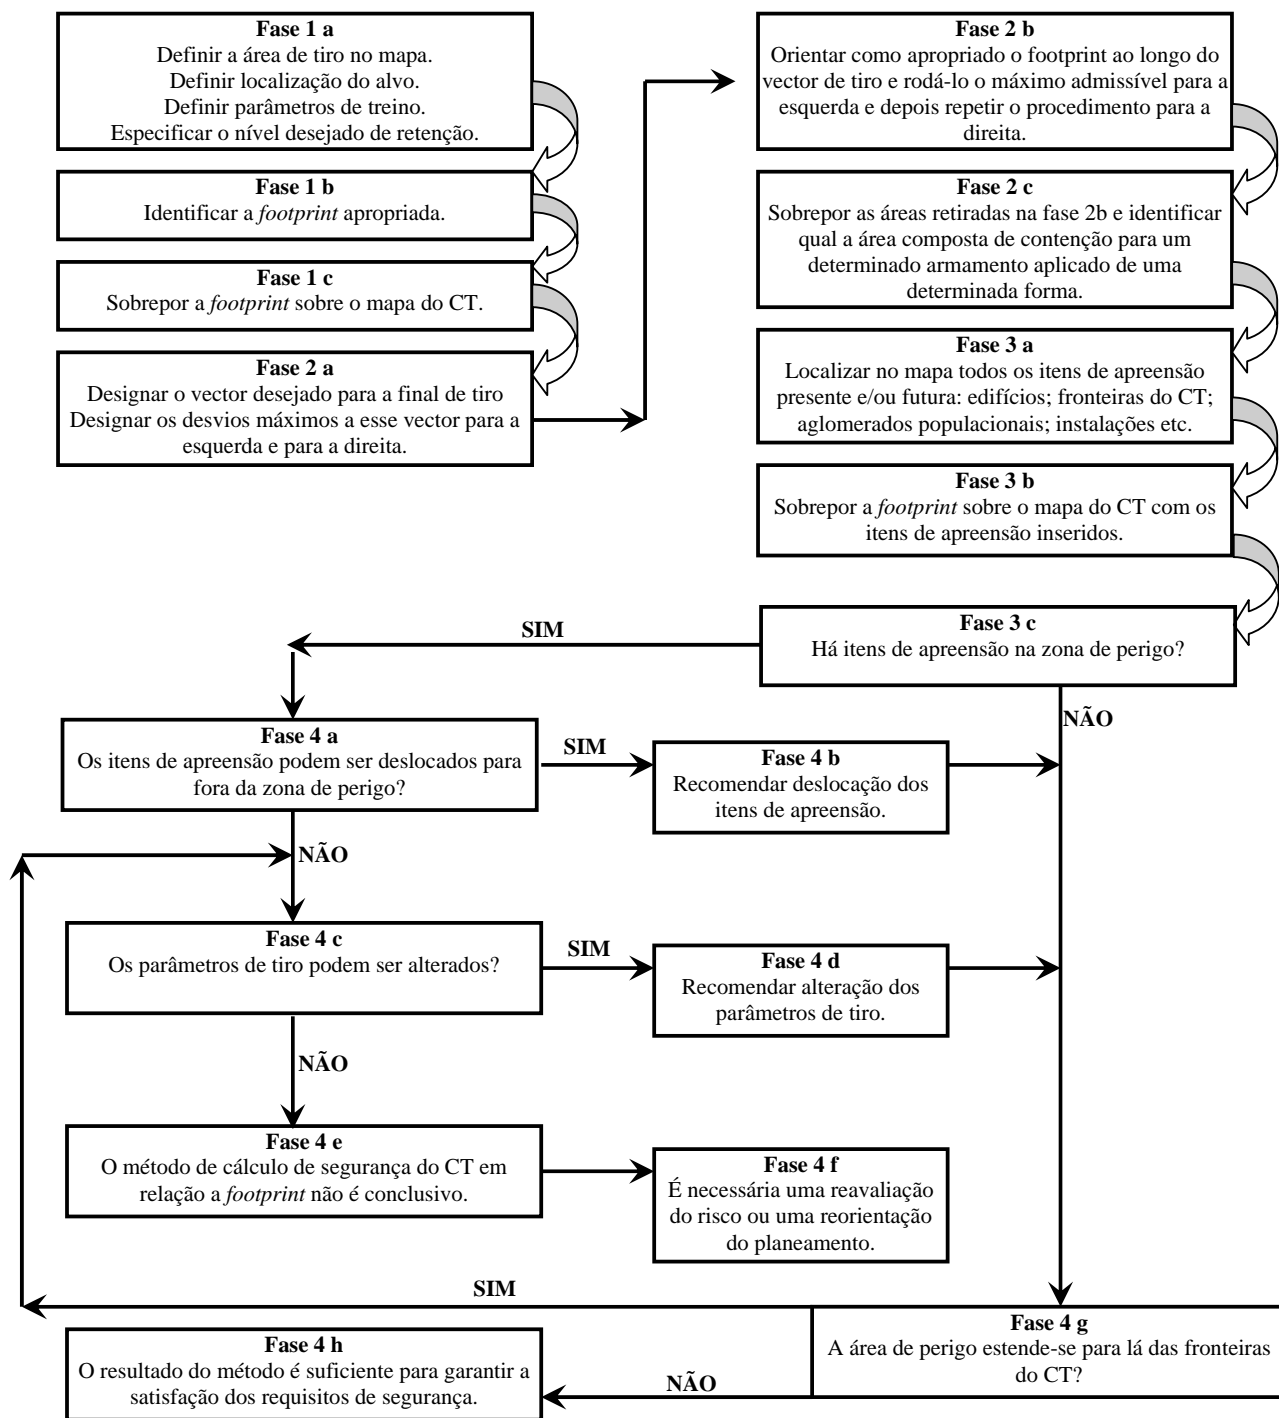 Fase 1 a
Definir a área de tiro no mapa.
Definir localização do alvo.
Definir parâmetros de treino.
Especificar o nível desejado de retenção.
Fase 1 b
Identificar a footprint apropriada.
Fase 1 c
Sobrepor a footprint sobre o mapa do CT.
Fase 2 a
Designar o vector desejado para a final de tiro
Designar os desvios máximos a esse vector para a
esquerda e para a direita.
Fase 2 b
Orientar como apropriado o footprint ao longo do
vector de tiro e rodá-lo o máximo admissível para a
esquerda e depois repetir o procedimento para a
direita.
Fase 2 c
Sobrepor as áreas retiradas na fase 2b e identificar
qual a área composta de contenção para um
determinado armamento aplicado de uma
determinada forma.
Fase 3 a
Localizar no mapa todos os itens de apreensão
presente e/ou futura: edifícios; fronteiras do CT;
aglomerados populacionais; instalações etc.
Fase 3 b
Sobrepor a footprint sobre o mapa do CT com os
itens de apreensão inseridos.
Fase 3 c
Há itens de apreensão na zona de perigo?
SIM
NÃO
Fase 4 a
Os itens de apreensão podem ser deslocados para
fora da zona de perigo?
SIM
Fase 4 b
Recomendar deslocação dos
itens de apreensão.
NÃO
Fase 4 c
Os parâmetros de tiro podem ser alterados?
SIM
Fase 4 d
Recomendar alteração dos
parâmetros de tiro.
NÃO
Fase 4 e
O método de cálculo de segurança do CT em
relação a footprint não é conclusivo.
Fase 4 f
É necessária uma reavaliação
do risco ou uma reorientação
do planeamento.
SIM
Fase 4 g
A área de perigo estende-se para lá das fronteiras
do CT?
NÃO
Fase 4 h
O resultado do método é suficiente para garantir a
satisfação dos requisitos de segurança.